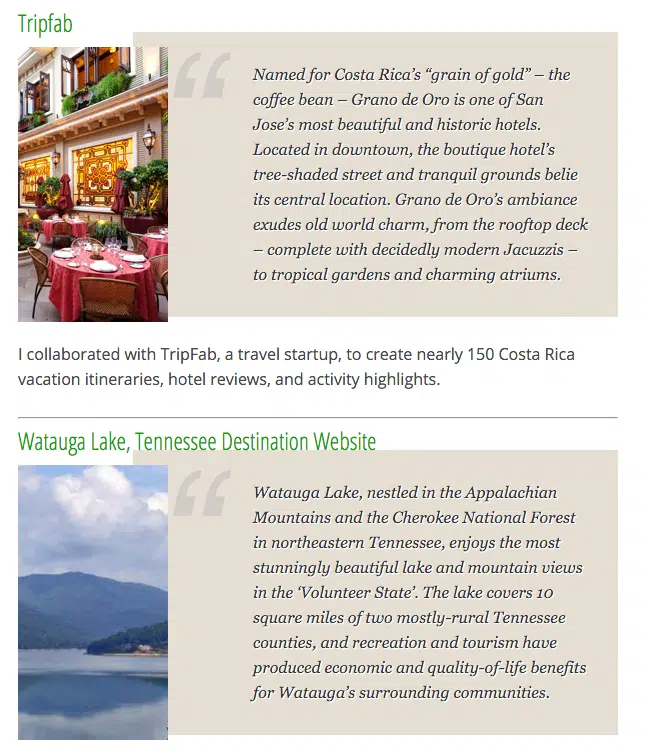 Tripfab
“
Named for Costa Rica’s “grain of gold” – the
coffee bean – Grano de Oro is one of San
Jose’s most beautiful and historic hotels.
Located in downtown, the boutique hotel’s
tree-shaded street and tranquil grounds belie
its central location. Grano de Oro’s ambiance
exudes old world charm, from the rooftop deck
– complete with decidedly modern Jacuzzis –
to tropical gardens and charming atriums.
I collaborated with TripFab, a travel startup, to create nearly 150 Costa Rica
vacation itineraries, hotel reviews, and activity highlights.
Watauga Lake, Tennessee Destination Website
“
Watauga Lake, nestled in the Appalachian
Mountains and the Cherokee National Forest
in northeastern Tennessee, enjoys the most
stunningly beautiful lake and mountain views
in the ‘Volunteer State’. The lake covers 10
square miles of two mostly-rural Tennessee
counties, and recreation and tourism have
produced economic and quality-of-life benefits
for Watauga’s surrounding communities.